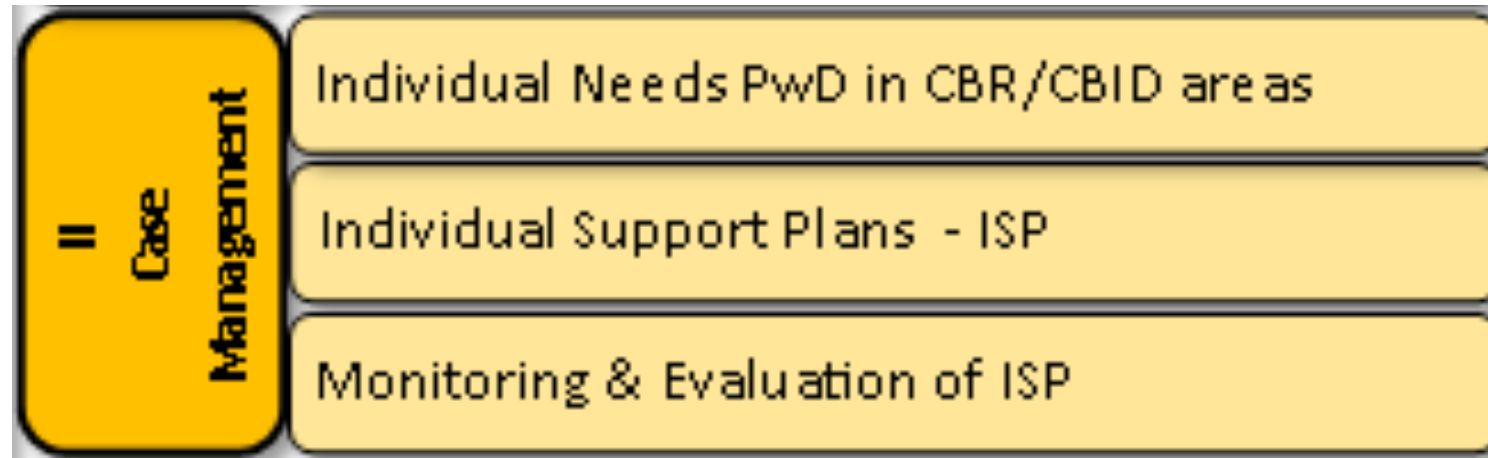 II
Case
Management
Individual Needs PwD in CBR/CBID areas
Individual Support Plans - ISP
Monitoring & Evaluation of ISP